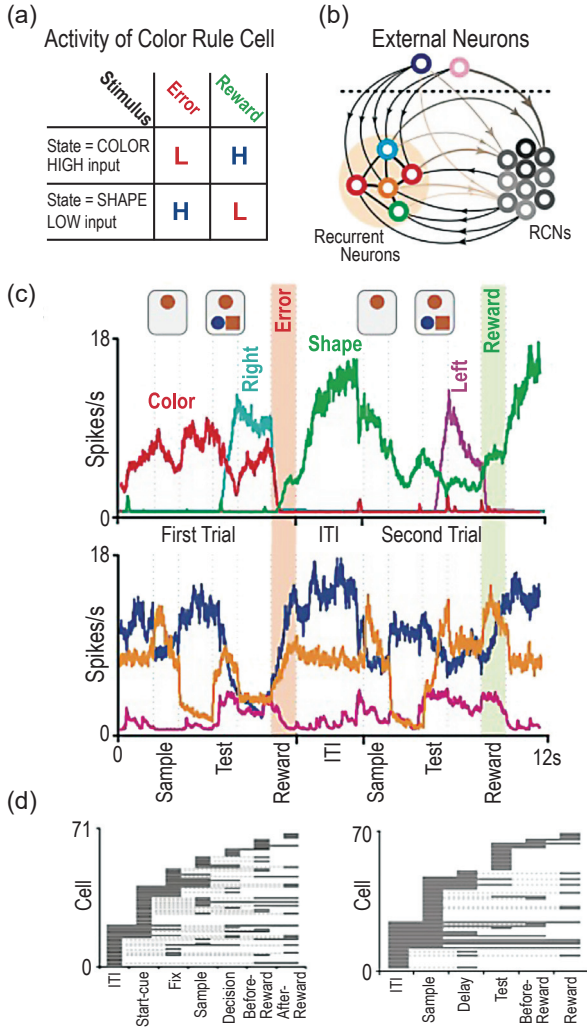 (a)
Activity of Color Rule Cell
Stimulus
Error
Reward
State = COLOR
HIGH input
L
H
State = SHAPE
LOW input
H
L
(b)
External Neurons
Recurrent
Neurons
RCNs
(c)
18
Spikes/s
0
Color
Right
Error
Shape
Left
Reward
First Trial
ITI
Second Trial
18
Spikes/s
0
0
Sample
Test
Reward
ITI
Sample
Test
Reward
12s
(d)
71
Cell
0
ITI
Start-cue
Fix
Sample
Decision
Before-
Reward
After-
Reward
70
Cell
0
ITI
Sample
Delay
Test
Before-
Reward
Reward